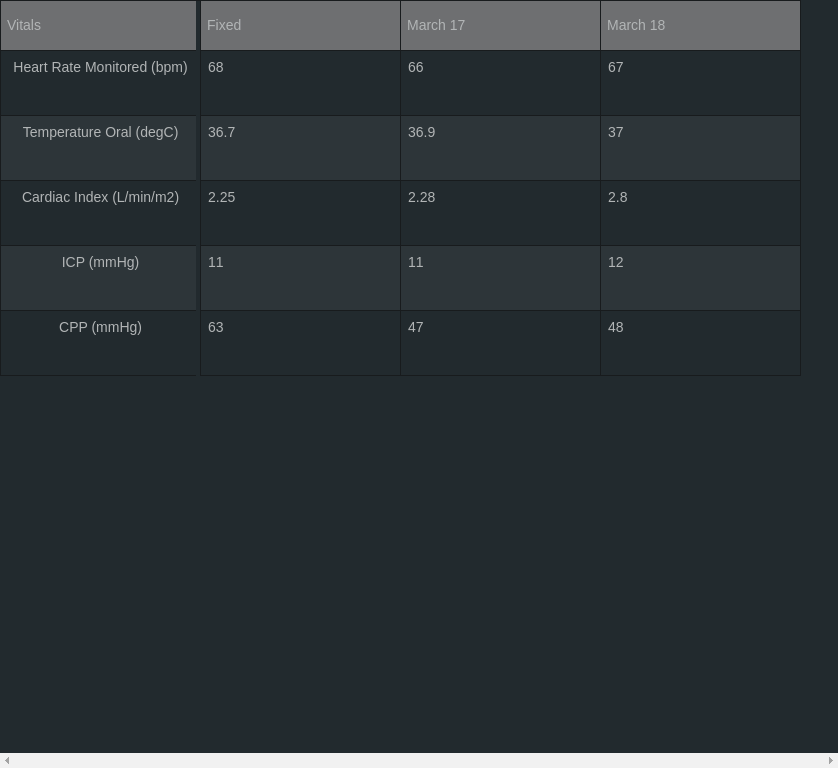 Vitals Fixed March 17 March 18
Heart Rate Monitored (bpm) 68 66 67
Temperature Oral (degC) 36.7 36.9 37
Cardiac Index (L/min/m2) 2.25 2.28 2.8
ICP (mmHg) 11 11 12
CPP (mmHg) 63 47 48